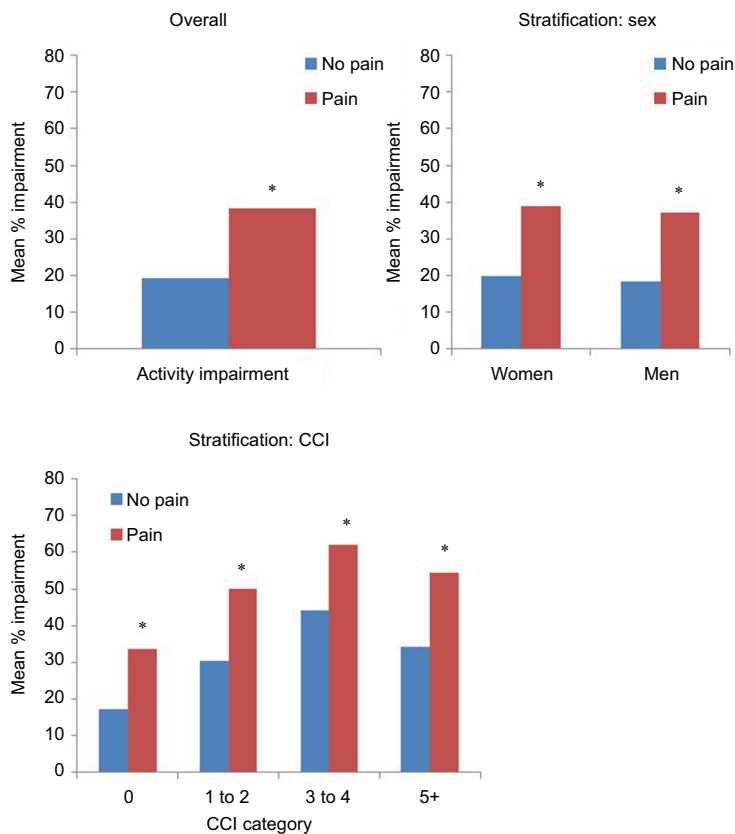 Overall
80
70
60
50
40
30
20
10
0
Mean % impairment
No pain
Pain
*
Activity impairment
Stratification: sex
80
70
60
50
40
30
20
10
0
Mean % impairment
No pain
Pain
*
*
Women
Men
Stratification: CCI
80
70
60
50
40
30
20
10
0
Mean % impairment
No pain
Pain
*
*
*
*
0
1 to 2
3 to 4
5+
CCI category